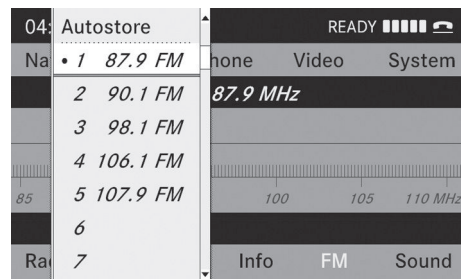 04: Autostore READY
Na • 1 87.9 FM hone Video System
2 90.1 FM 87.9 MHz
3 98.1 FM
4 106.1 FM
85 5 107.9 FM 100 105 110 MHz
6
Ra 7 Info FM Sound